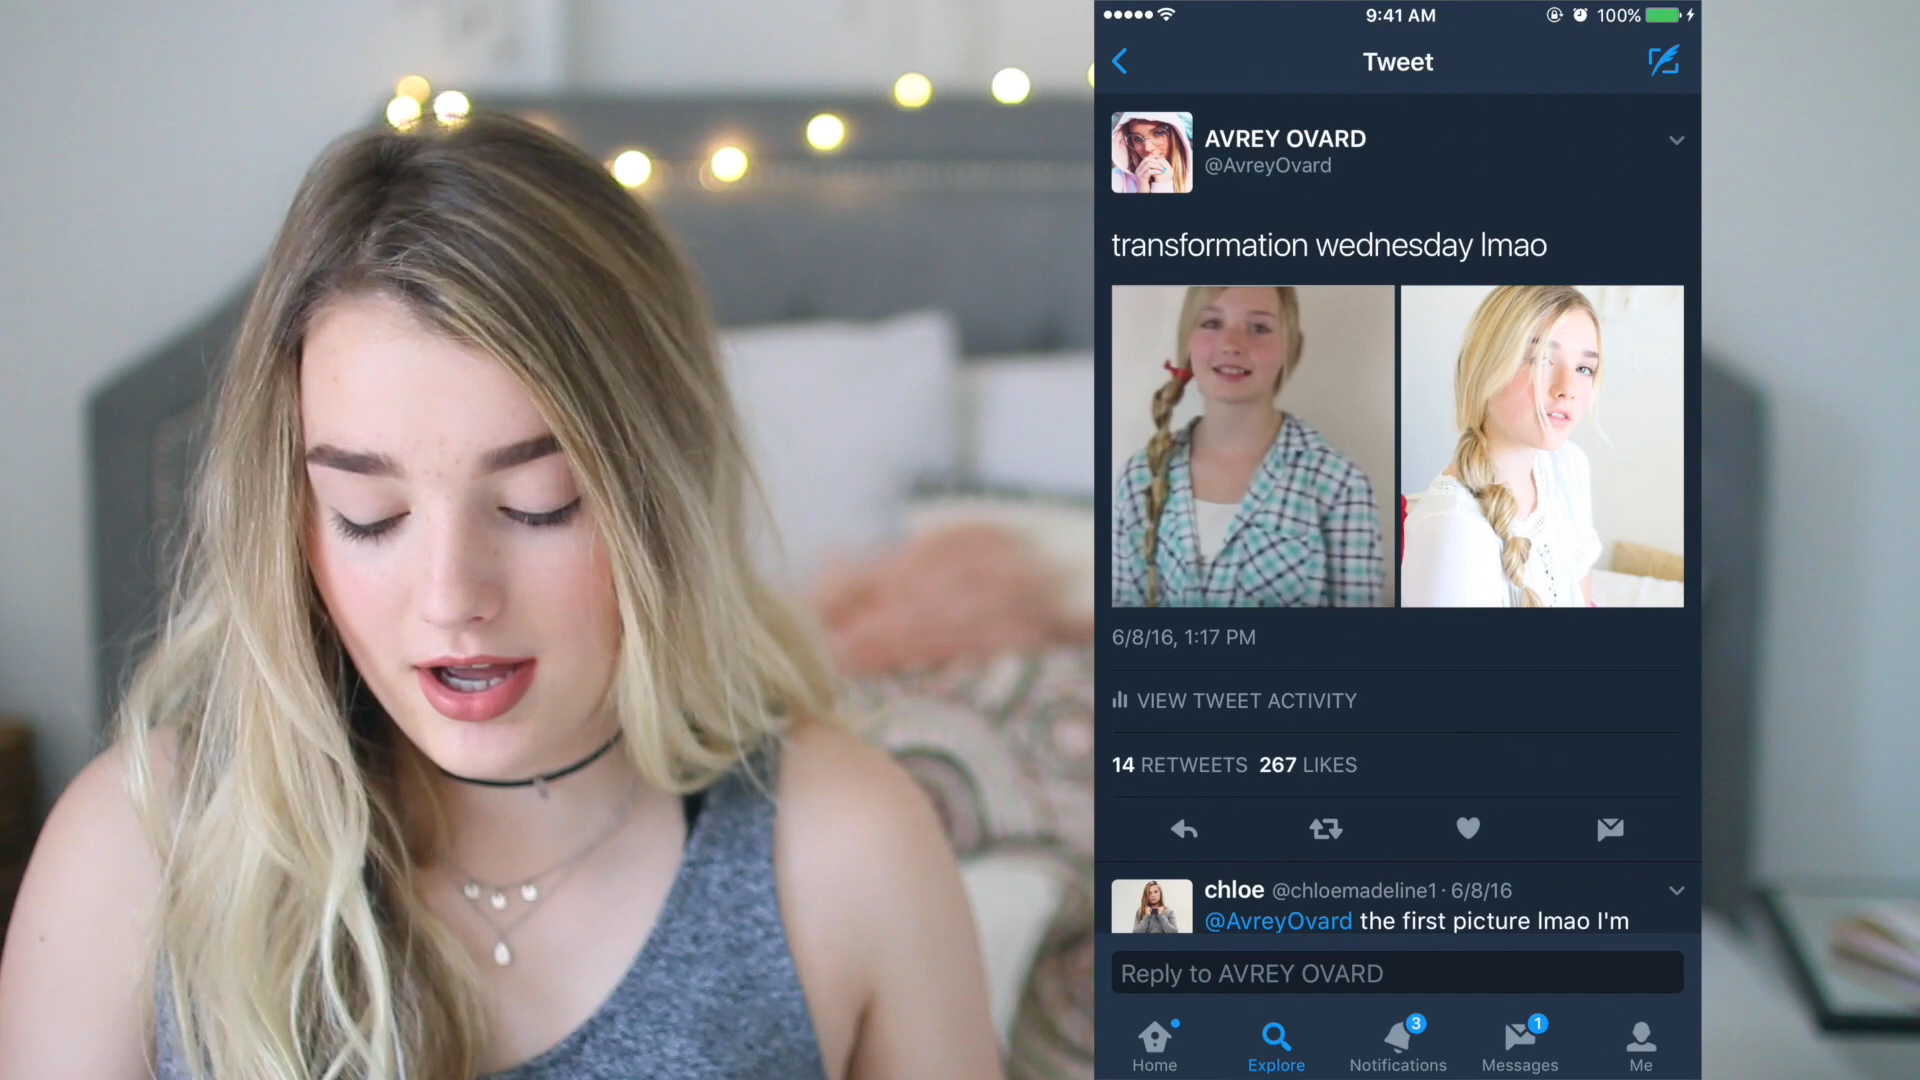 9:41 AM
100%
Tweet
AVREY OVARD
@AvreyOvard
transformation wednesday lmao
6/8/16, 1:17 PM
VIEW TWEET ACTIVITY
14 RETWEETS 267 LIKES
chloe @chloemadeline1 · 6/8/16
@AvreyOvard the first picture lmao I'm
Reply to AVREY OVARD
3
1
Home
Explore
Notifications
Messages
Me